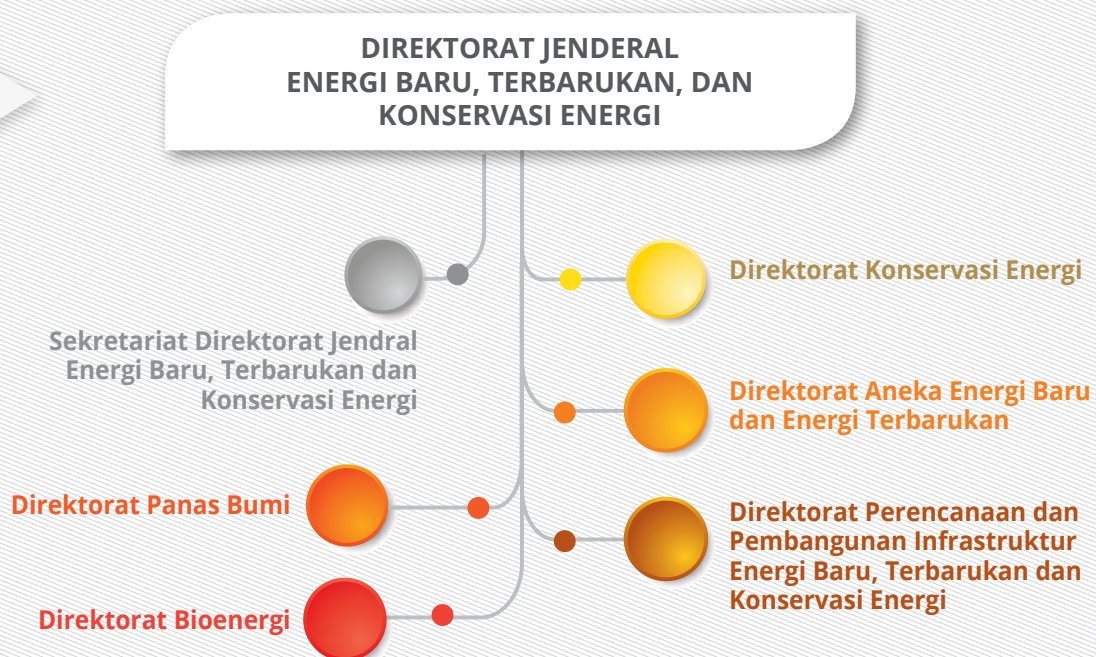 DIREKTORAT JENDERAL
ENERGI BARU, TERBARUKAN, DAN
KONSERVASI ENERGI
Sekretariat Direktorat Jendral
Energi Baru, Terbarukan dan
Konservasi Energi
Direktorat Panas Bumi
Direktorat Bioenergi
Direktorat Konservasi Energi
Direktorat Aneka Energi Baru
dan Energi Terbarukan
Direktorat Perencanaan dan
Pembangunan Infrastruktur
Energi Baru, Terbarukan dan
Konservasi Energi